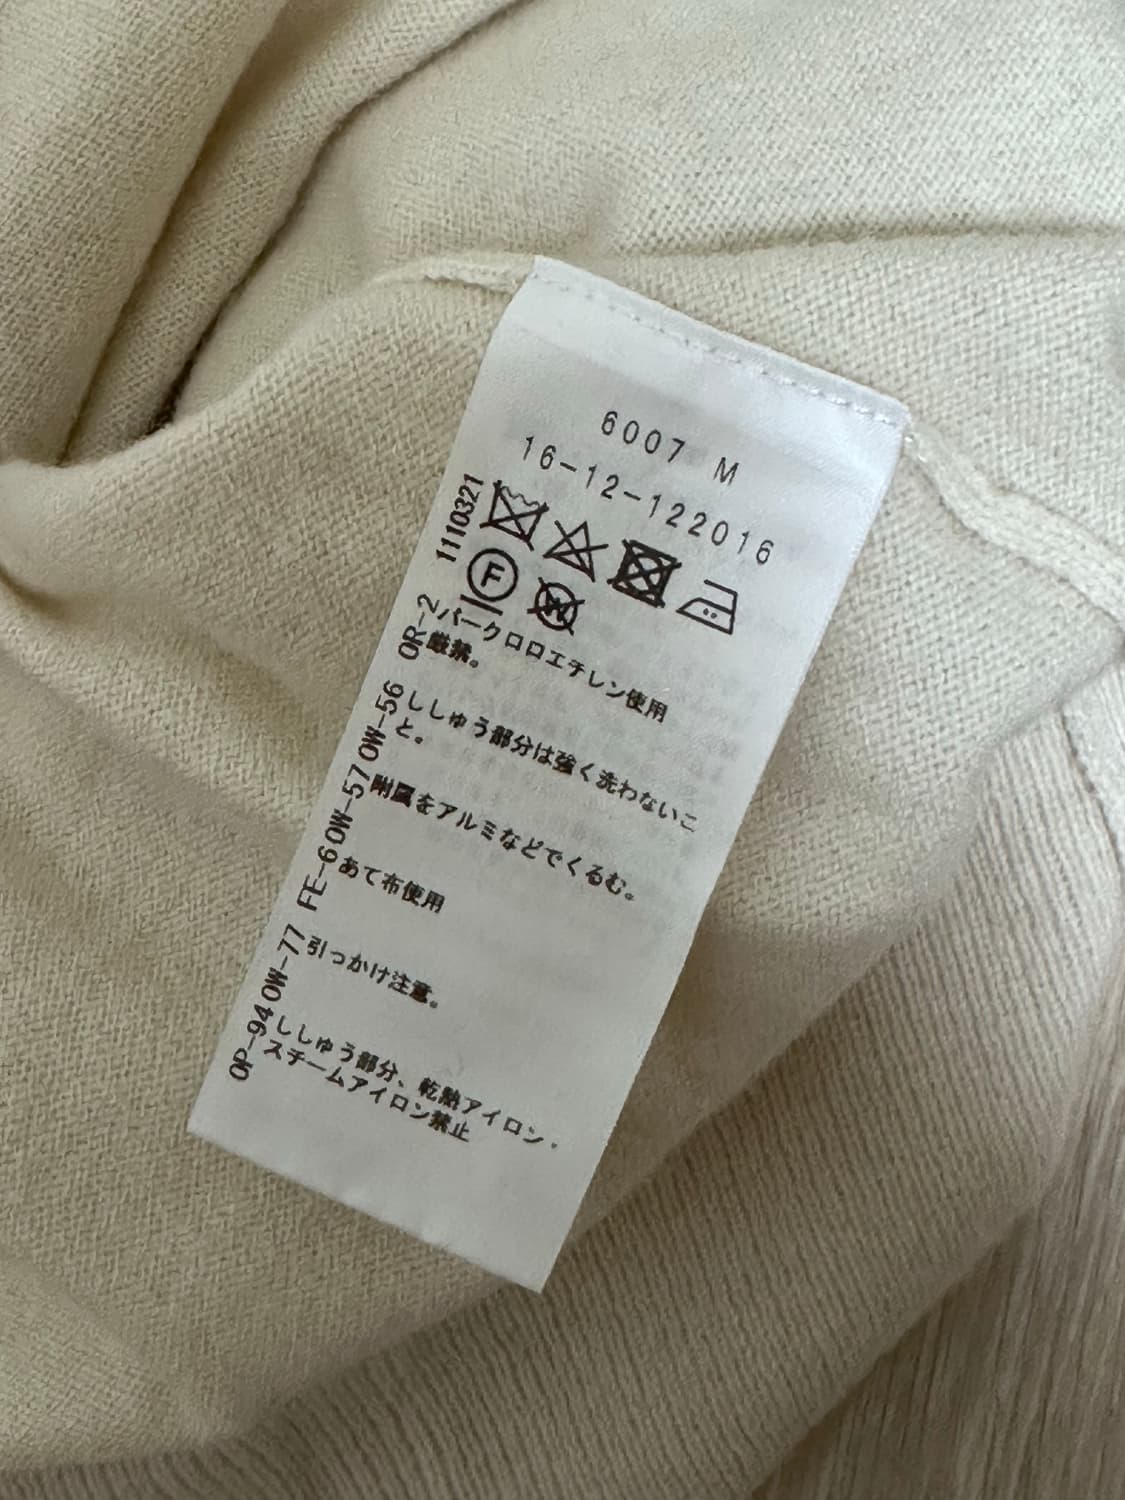 6007 M
16-12-122016
1110321
F
W
OR-2 パークロロエチレン使用
厳禁。
OW-56 ししゅう部分は強く洗わないこ
と。
OW-57 附属をアルミなどでくるむ。
FE-6 あて布使用
OW-77 引っかけ注意。
OP-94 ししゅう部分、乾熱アイロン・
スチームアイロン禁止